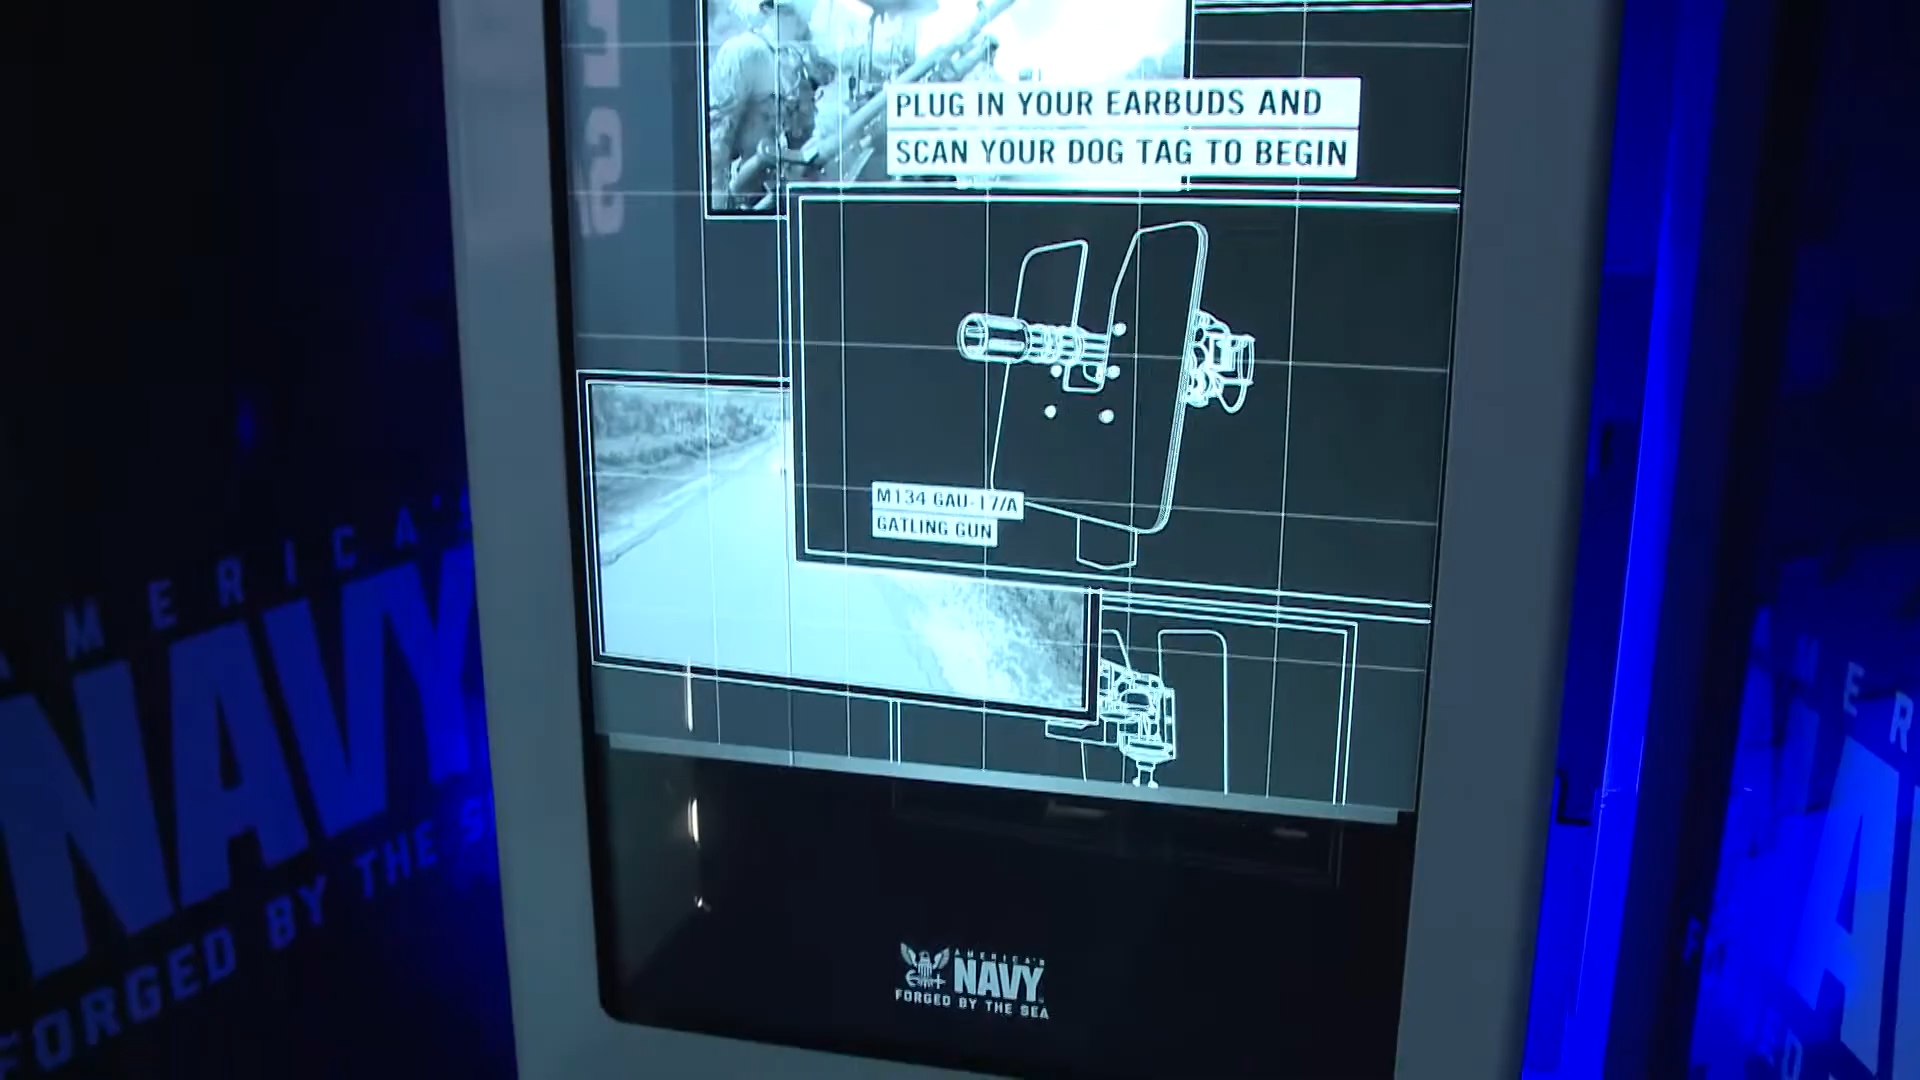 PLUG IN YOUR EARBUDS AND
SCAN YOUR DOG TAG TO BEGIN
M134 GAU-17/A
GATLING GUN
AMERICA'S
NAVY
FORGED BY THE SEA
AMERICA'S
NAVY
FORGED BY THE S